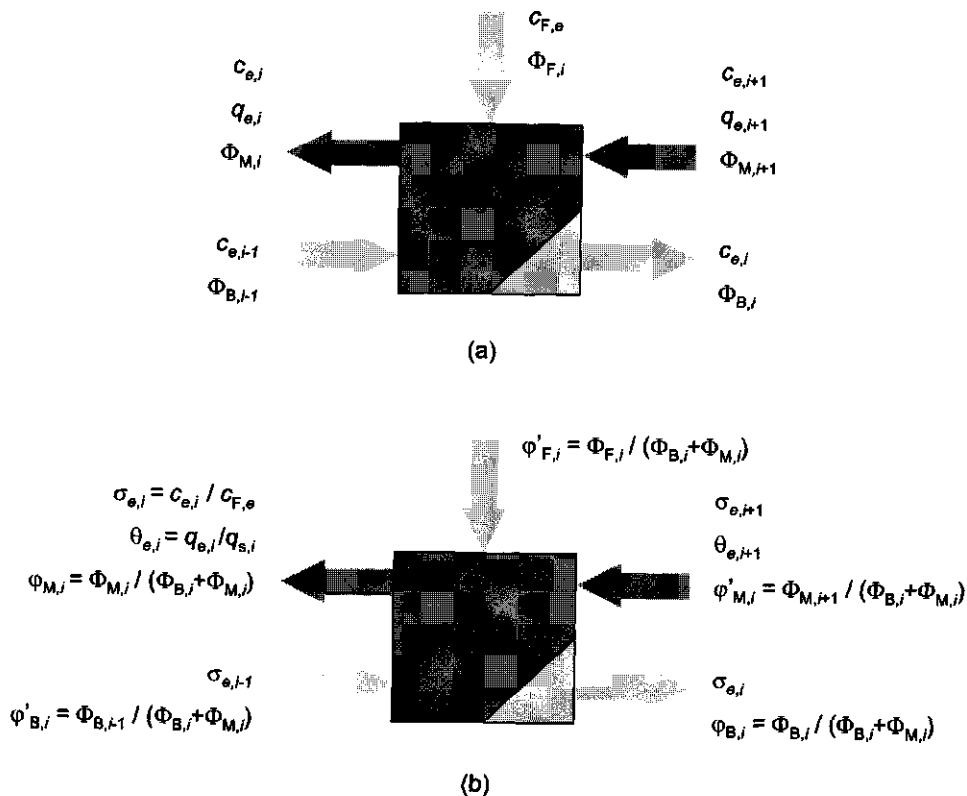 c_F,e
Φ_F,i
c_e,i
q_e,i
Φ_M,i
c_e,i+1
q_e,i+1
Φ_M,i+1
c_e,i-1
Φ_B,i-1
c_e,i
Φ_B,i
(a)
φ'_F,i = Φ_F,i / (Φ_B,i+Φ_M,i)
σ_e,i = c_e,i / c_F,e
θ_e,i = q_e,i/q_s,i
φ_M,i = Φ_M,i / (Φ_B,i+Φ_M,i)
σ_e,i+1
θ_e,i+1
φ'_M,i = Φ_M,i+1 / (Φ_B,i+Φ_M,i)
σ_e,i-1
φ'_B,i = Φ_B,i-1 / (Φ_B,i+Φ_M,i)
σ_e,i
φ_B,i = Φ_B,i / (Φ_B,i+Φ_M,i)
(b)